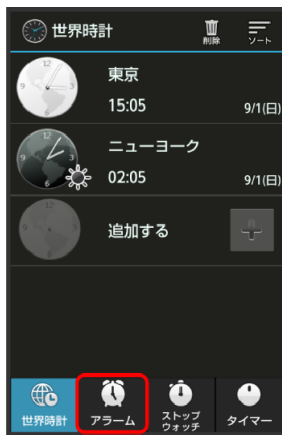 世界時計
削除
ソート
東京
15:05
9/1(日)
ニューヨーク
02:05
9/1(日)
追加する
世界時計
アラーム
ストップ
ウォッチ
タイマー